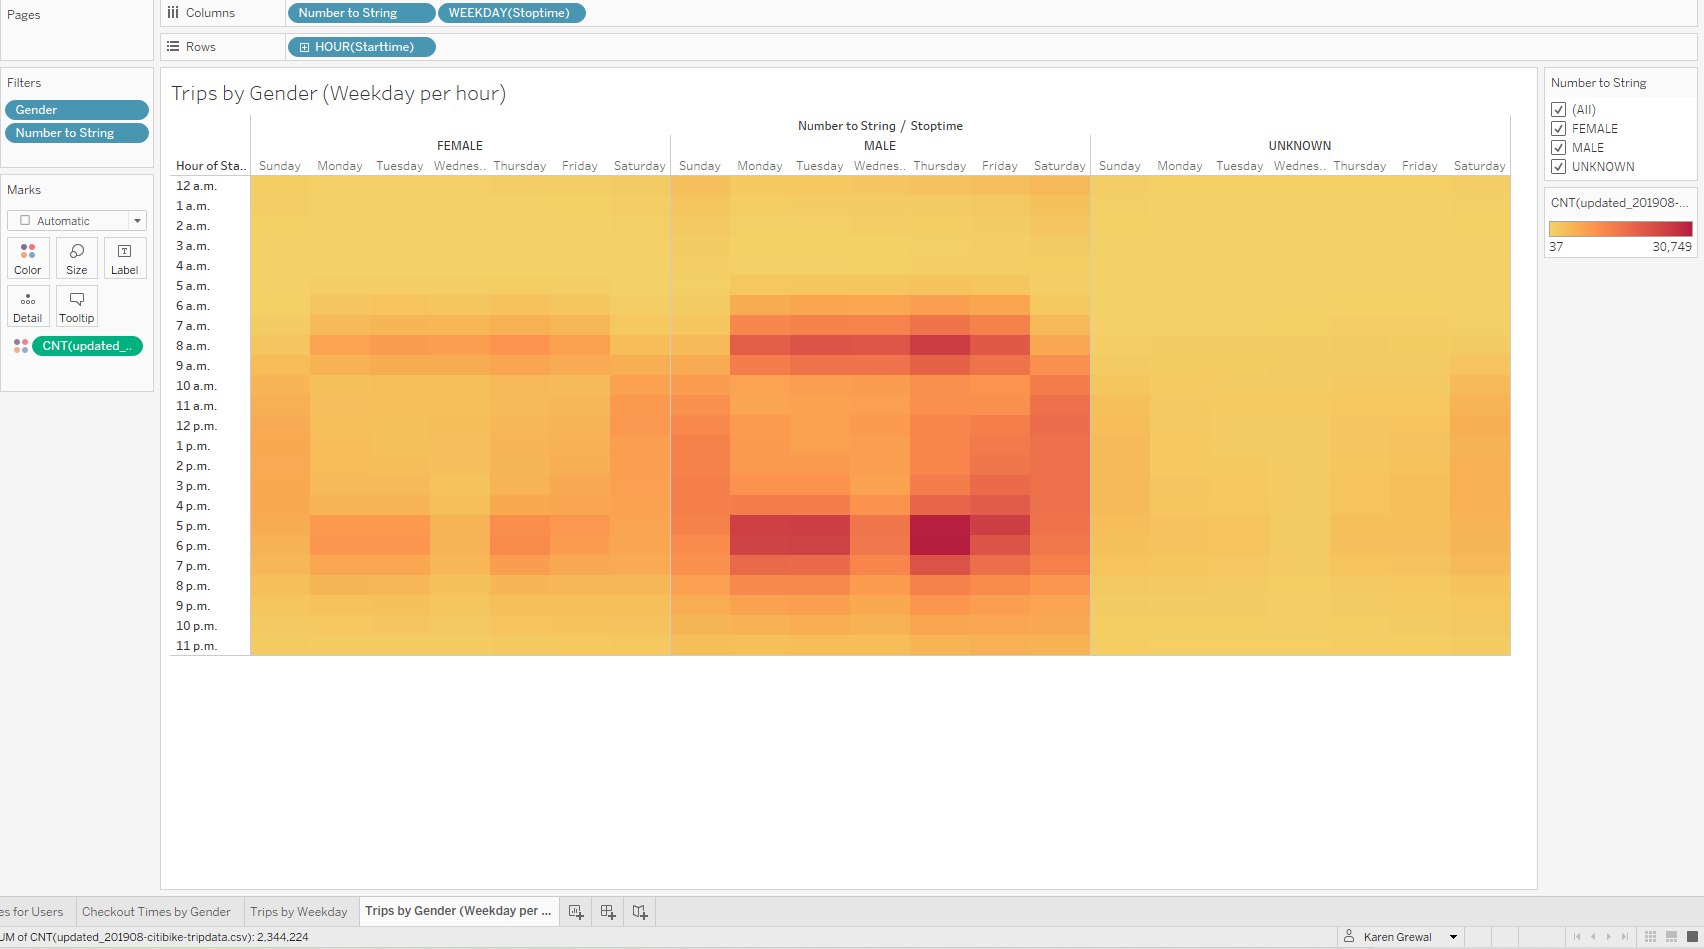 Pages
Columns
Number to String
WEEKDAY(Stoptime)
Rows
HOUR(Starttime)
Filters
Gender
Number to String
Marks
Automatic
Color
Size
Label
Detail
Tooltip
CNT(updated_..
Trips by Gender (Weekday per hour)
Number to String / Stoptime
FEMALE MALE UNKNOWN
Hour of Sta.. Sunday Monday Tuesday Wednes.. Thursday Friday Saturday Sunday Monday Tuesday Wednes.. Thursday Friday Saturday Sunday Monday Tuesday Wednes.. Thursday Friday Saturday
12 a.m.
1 a.m.
2 a.m.
3 a.m.
4 a.m.
5 a.m.
6 a.m.
7 a.m.
8 a.m.
9 a.m.
10 a.m.
11 a.m.
12 p.m.
1 p.m.
2 p.m.
3 p.m.
4 p.m.
5 p.m.
6 p.m.
7 p.m.
8 p.m.
9 p.m.
10 p.m.
11 p.m.
Number to String
(All)
FEMALE
MALE
UNKNOWN
CNT(updated_201908-...
37 30,749
es for Users
Checkout Times by Gender
Trips by Weekday
Trips by Gender (Weekday per ...
UM of CNT(updated_201908-citibike-tripdata.csv): 2,344,224
Karen Grewal